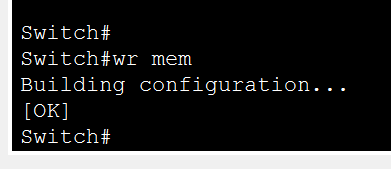 Switch#
Switch#wr mem
Building configuration...
[OK]
Switch#